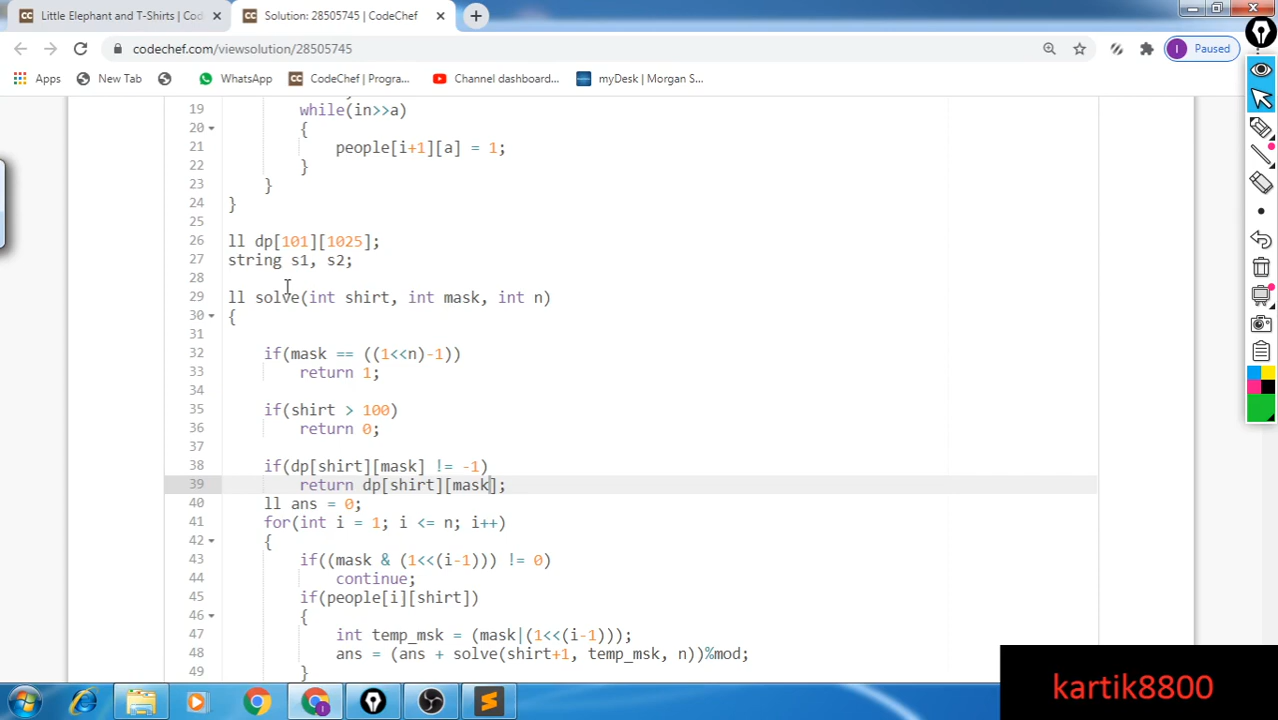 Little Elephant and T-Shirts | Cod
Solution: 28505745 | CodeChef
codechef.com/viewsolution/28505745
Paused
Apps
New Tab
WhatsApp
CodeChef | Progra...
Channel dashboard...
myDesk | Morgan S...
19 while(in>>a)
20 {
21 people[i+1][a] = 1;
22 }
23 }
24 }
25
26 ll dp[101][1025];
27 string s1, s2;
28
29 ll solve(int shirt, int mask, int n)
30 {
31
32 if(mask == ((1<<n)-1))
33 return 1;
34
35 if(shirt > 100)
36 return 0;
37
38 if(dp[shirt][mask] != -1)
39 return dp[shirt][mask];
40 ll ans = 0;
41 for(int i = 1; i <= n; i++)
42 {
43 if((mask & (1<<(i-1))) != 0)
44 continue;
45 if(people[i][shirt])
46 {
47 int temp_msk = (mask|(1<<(i-1)));
48 ans = (ans + solve(shirt+1, temp_msk, n))%mod;
49 }
kartik8800